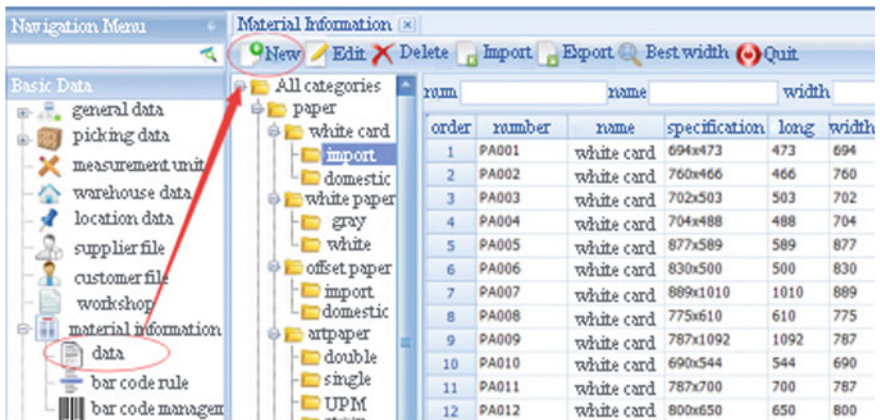 Navigation Menu
Basic Data
general data
picking data
measurement unit
warehouse data
location data
supplier file
customer file
workshop
material information
data
bar code rule
bar code managem
Material Information
New Edit Delete Import Export Best width Quit
All categories
paper
white card
import
domestic
white paper
gray
white
offset paper
import
domestic
artpaper
double
single
UPM
num name width
order number name specification long width
1 PA001 white card 694x473 473 694
2 PA002 white card 760x466 466 760
3 PA003 white card 702x503 503 702
4 PA004 white card 704x488 488 704
5 PA005 white card 877x589 589 877
6 PA006 white card 830x500 500 830
7 PA007 white card 889x1010 1010 889
8 PA008 white card 775x610 610 775
9 PA009 white card 787x1092 1092 787
10 PA010 white card 690x544 544 690
11 PA011 white card 787x700 700 787
12 PA012 white card 800x650 650 800